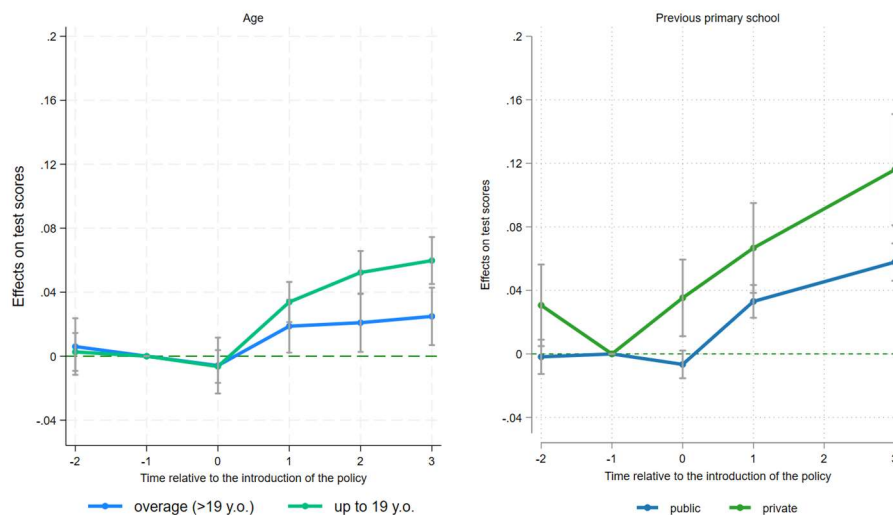 Age
Effects on test scores
.2
.16
.12
.08
.04
0
-.04
-2 -1 0 1 2 3
Time relative to the introduction of the policy
overage (>19 y.o.) up to 19 y.o.
Previous primary school
Effects on test scores
.2
.16
.12
.08
.04
0
-.04
-2 -1 0 1 2 3
Time relative to the introduction of the policy
public private